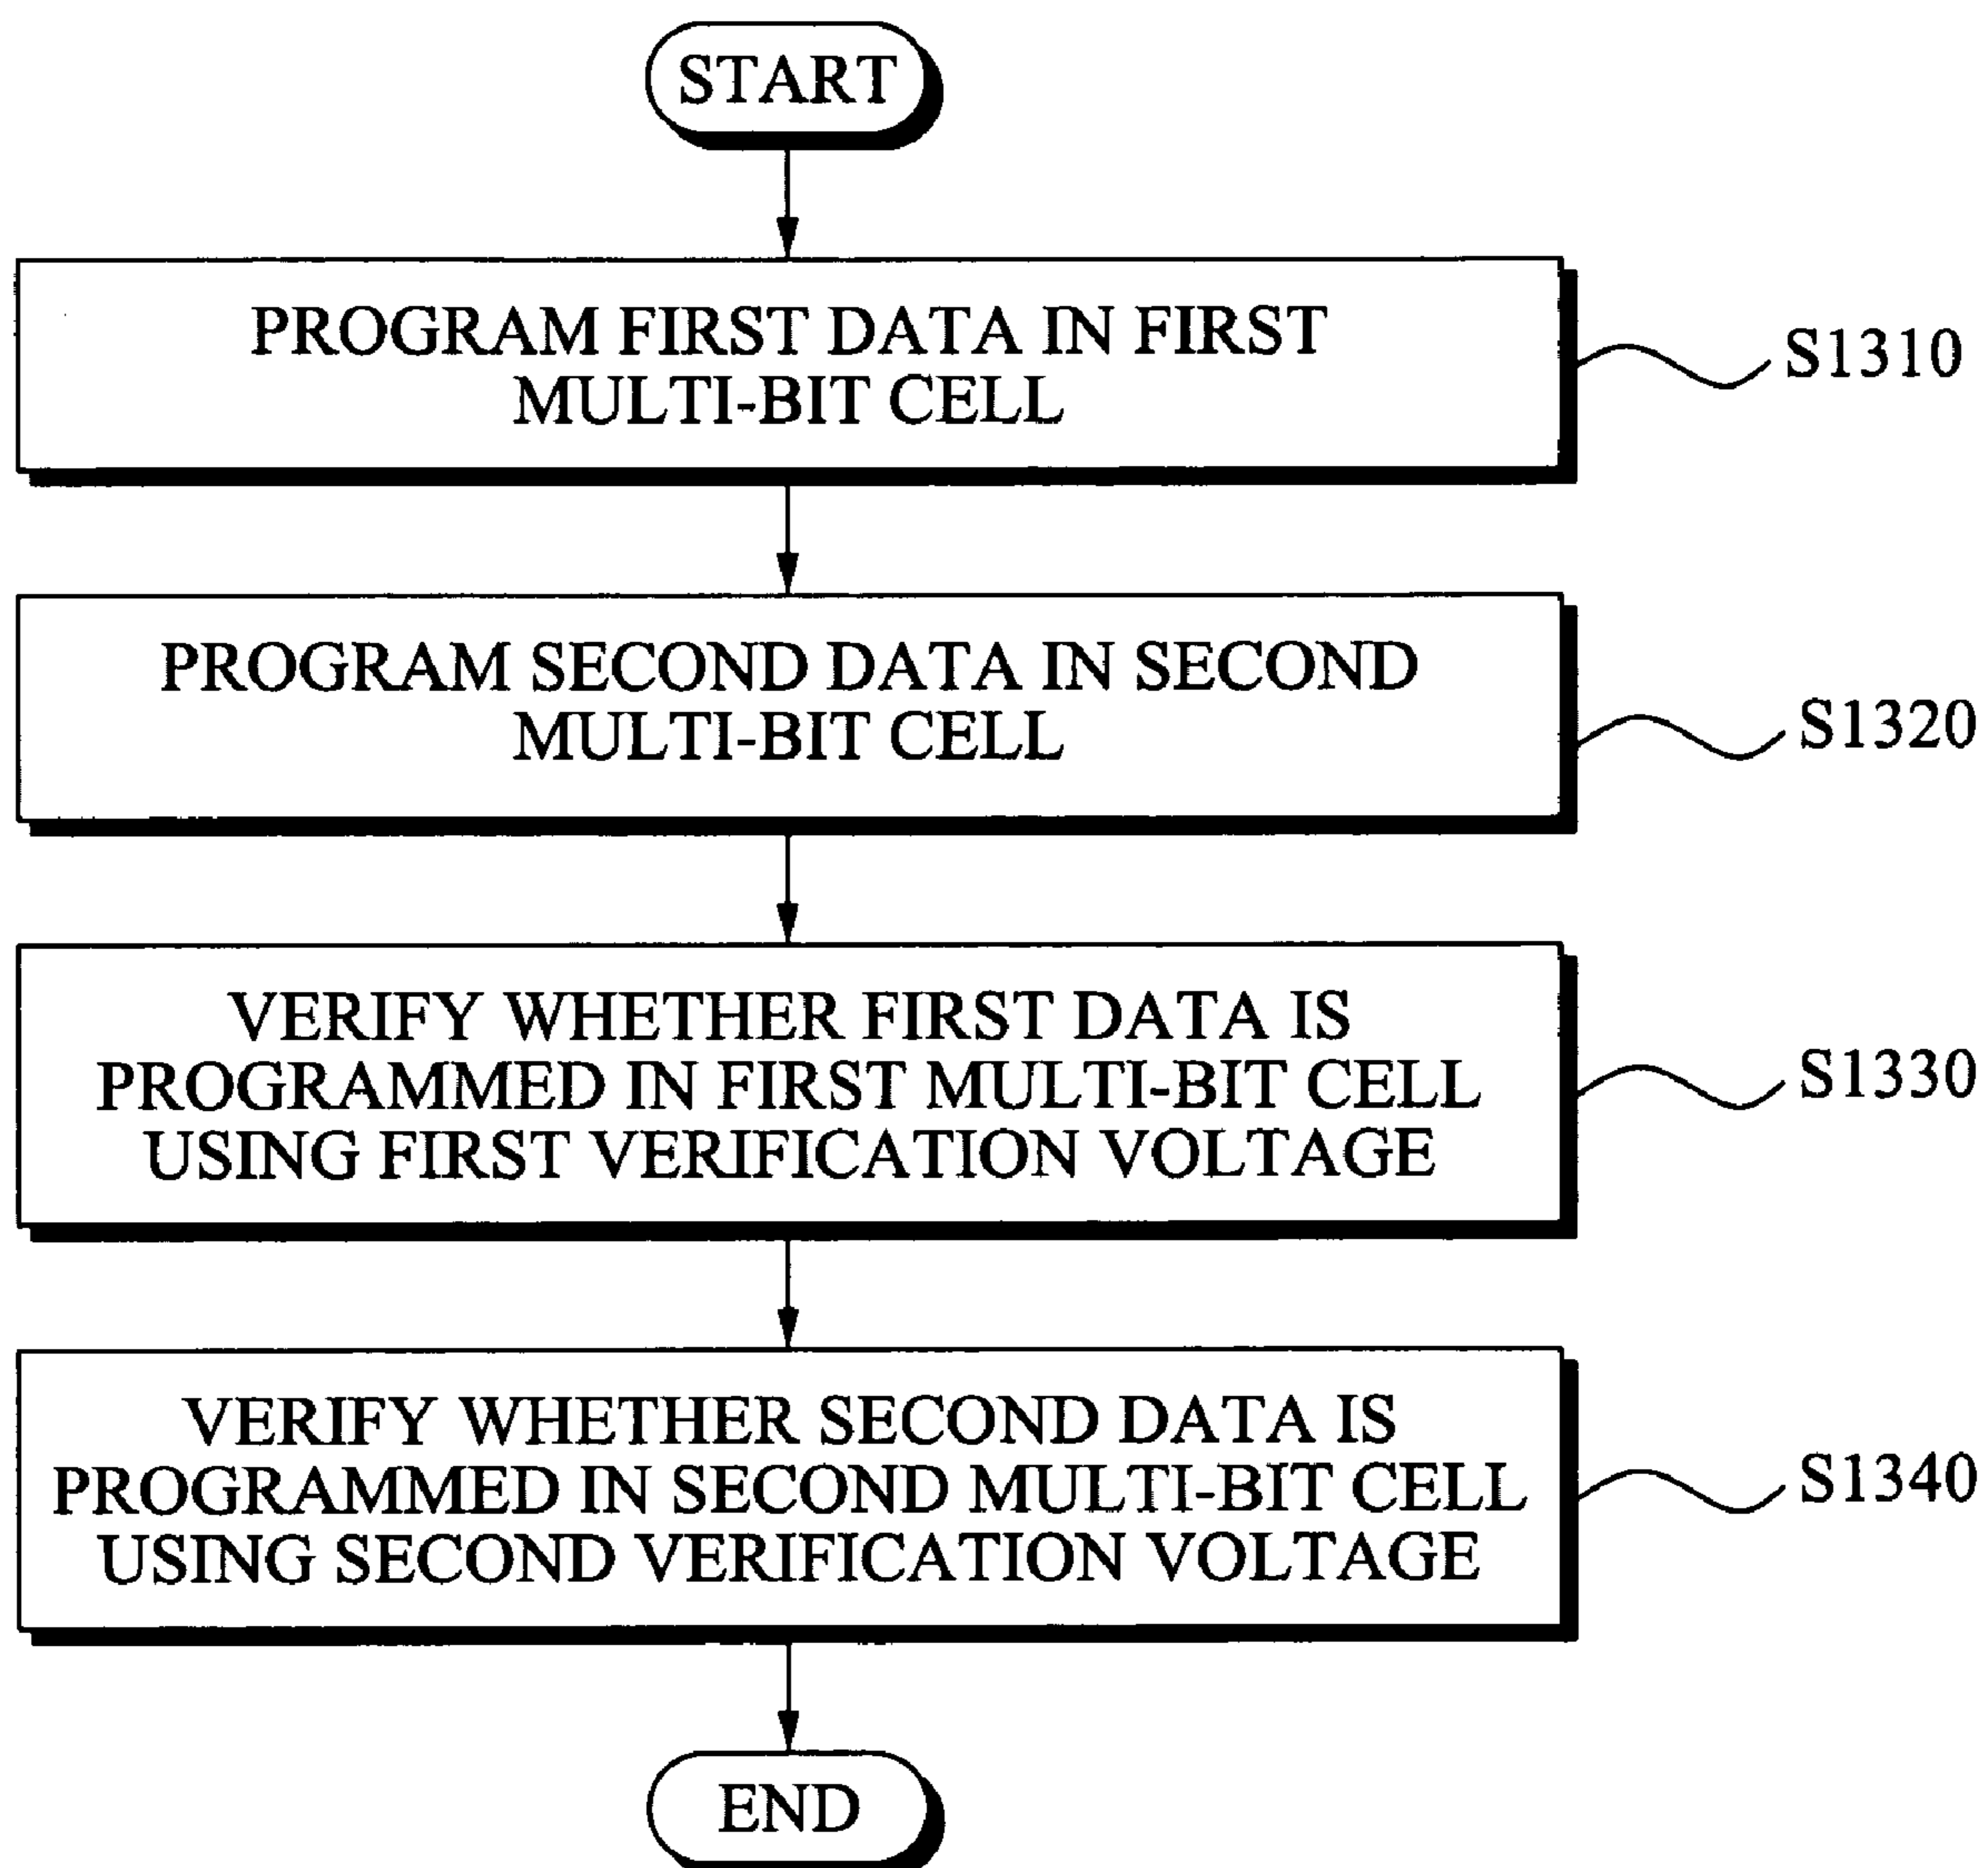 START
PROGRAM FIRST DATA IN FIRST
MULTI-BIT CELL
S1310
PROGRAM SECOND DATA IN SECOND
MULTI-BIT CELL
S1320
VERIFY WHETHER FIRST DATA IS
PROGRAMMED IN FIRST MULTI-BIT CELL
USING FIRST VERIFICATION VOLTAGE
S1330
VERIFY WHETHER SECOND DATA IS
PROGRAMMED IN SECOND MULTI-BIT CELL
USING SECOND VERIFICATION VOLTAGE
S1340
END